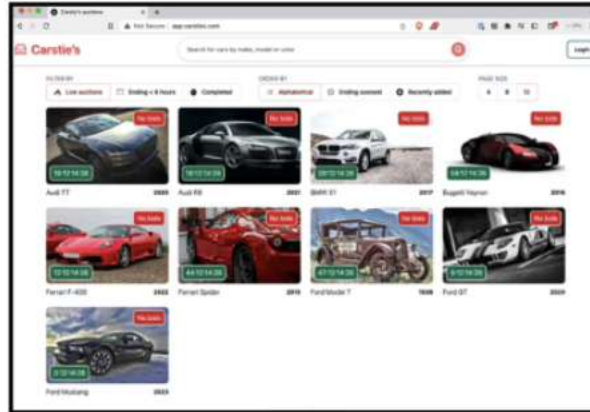 Carstie's auctions
Not Secure app.carsties.com
Carstie's
Search for cars by make, model or color
Login
FILTER BY
Live auctions
Ending < 6 hours
Completed
ORDER BY
Alphabetical
Ending soonest
Recently added
PAGE SIZE
4
8
12
No bids
No bids
No bids
No bids
Audi TT 2020
Audi R8 2021
BMW X1 2017
Bugatti Veyron 2018
No bids
No bids
No bids
No bids
Ferrari F-430 2022
Ferrari Spider 2015
Ford Model T 1938
Ford GT 2020
No bids
Ford Mustang 2023